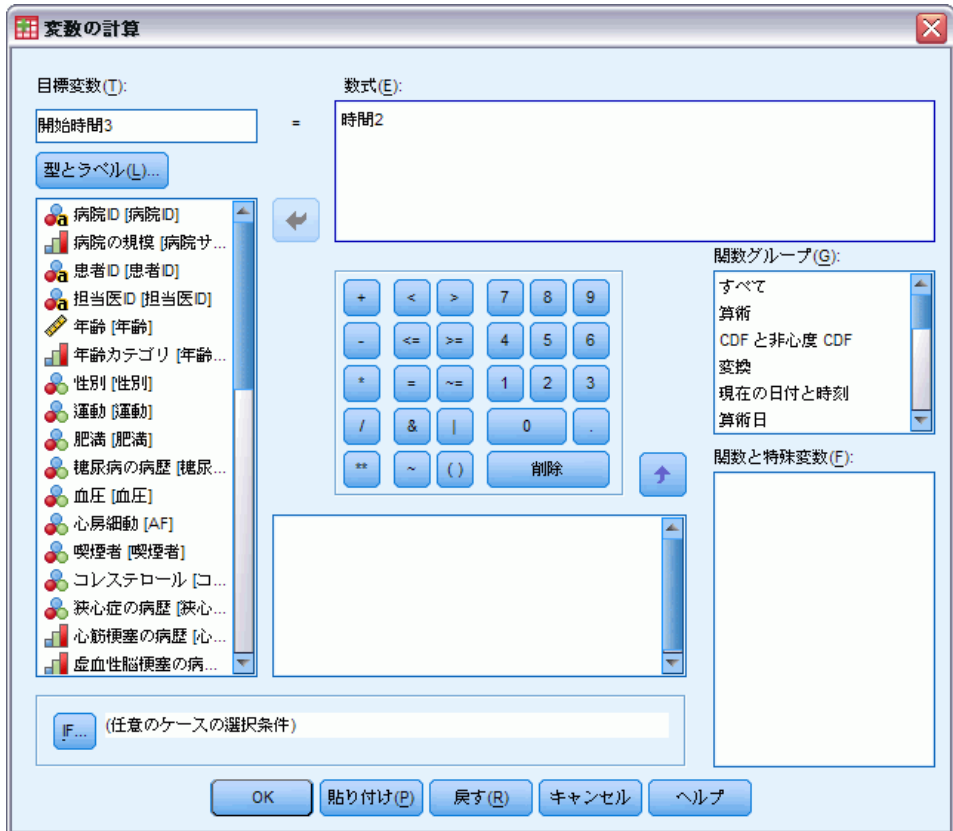 変数の計算
目標変数(T):
開始時間3
=
数式(E):
時間2
型とラベル(L)...
病院ID [病院ID]
病院の規模 [病院サ...
患者ID [患者ID]
担当医ID [担当医ID]
年齢 [年齢]
年齢カテゴリ [年齢...
性別 [性別]
運動 [運動]
肥満 [肥満]
糖尿病の病歴 [糖尿...
血圧 [血圧]
心房細動 [AF]
喫煙者 [喫煙者]
コレステロール [コ...
狭心症の病歴 [狭心...
心筋梗塞の病歴 [心...
虚血性脳梗塞の病...
+ < > 7 8 9
- <= >= 4 5 6
* = ~= 1 2 3
/ & | 0 .
** ~ ( ) 削除
関数グループ(G):
すべて
算術
CDF と非心度 CDF
変換
現在の日付と時刻
算術日
関数と特殊変数(F):
IF... (任意のケースの選択条件)
OK 貼り付け(P) 戻す(R) キャンセル ヘルプ